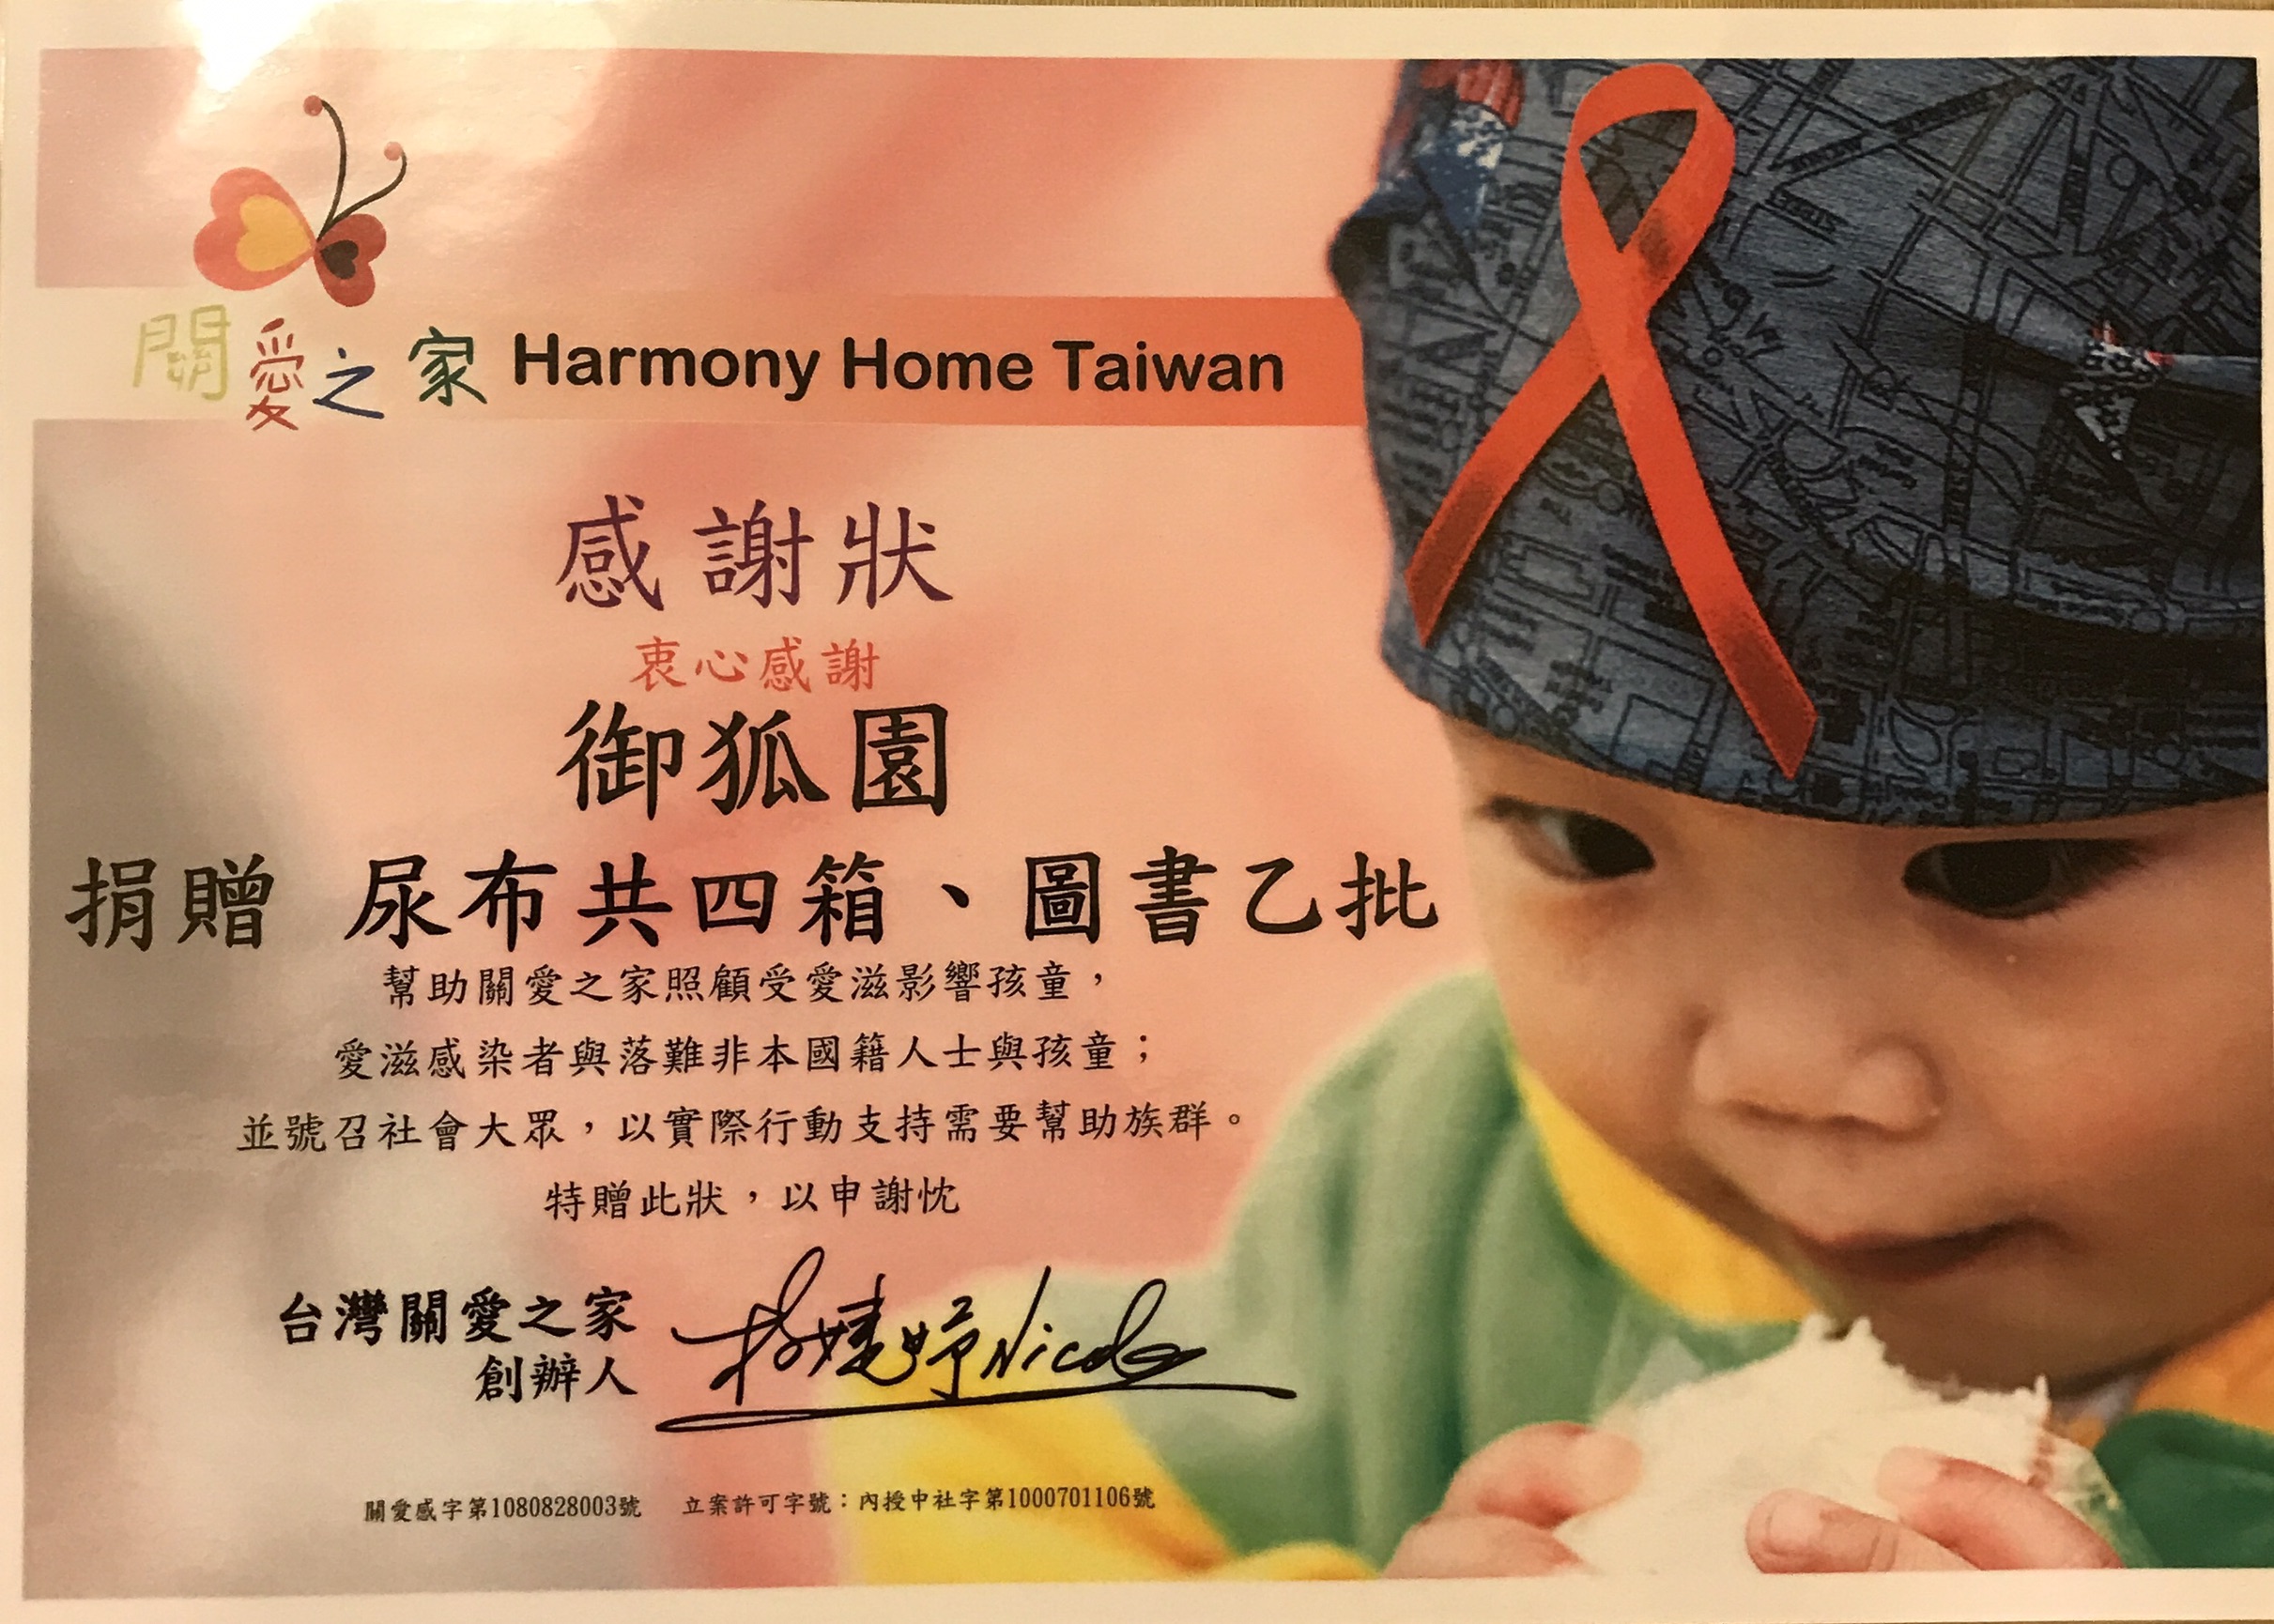 關愛之家 Harmony Home Taiwan
感謝狀
衷心感謝
御狐園
捐贈 尿布共四箱、圖書乙批
幫助關愛之家照顧受愛滋影響孩童，
愛滋感染者與落難非本國籍人士與孩童；
並號召社會大眾，以實際行動支持需要幫助族群。
特贈此狀，以申謝忱
台灣關愛之家
創辦人 楊婕妤 Nicole
關愛感字第1080828003號 立案許可字號：內授中社字第1000701106號